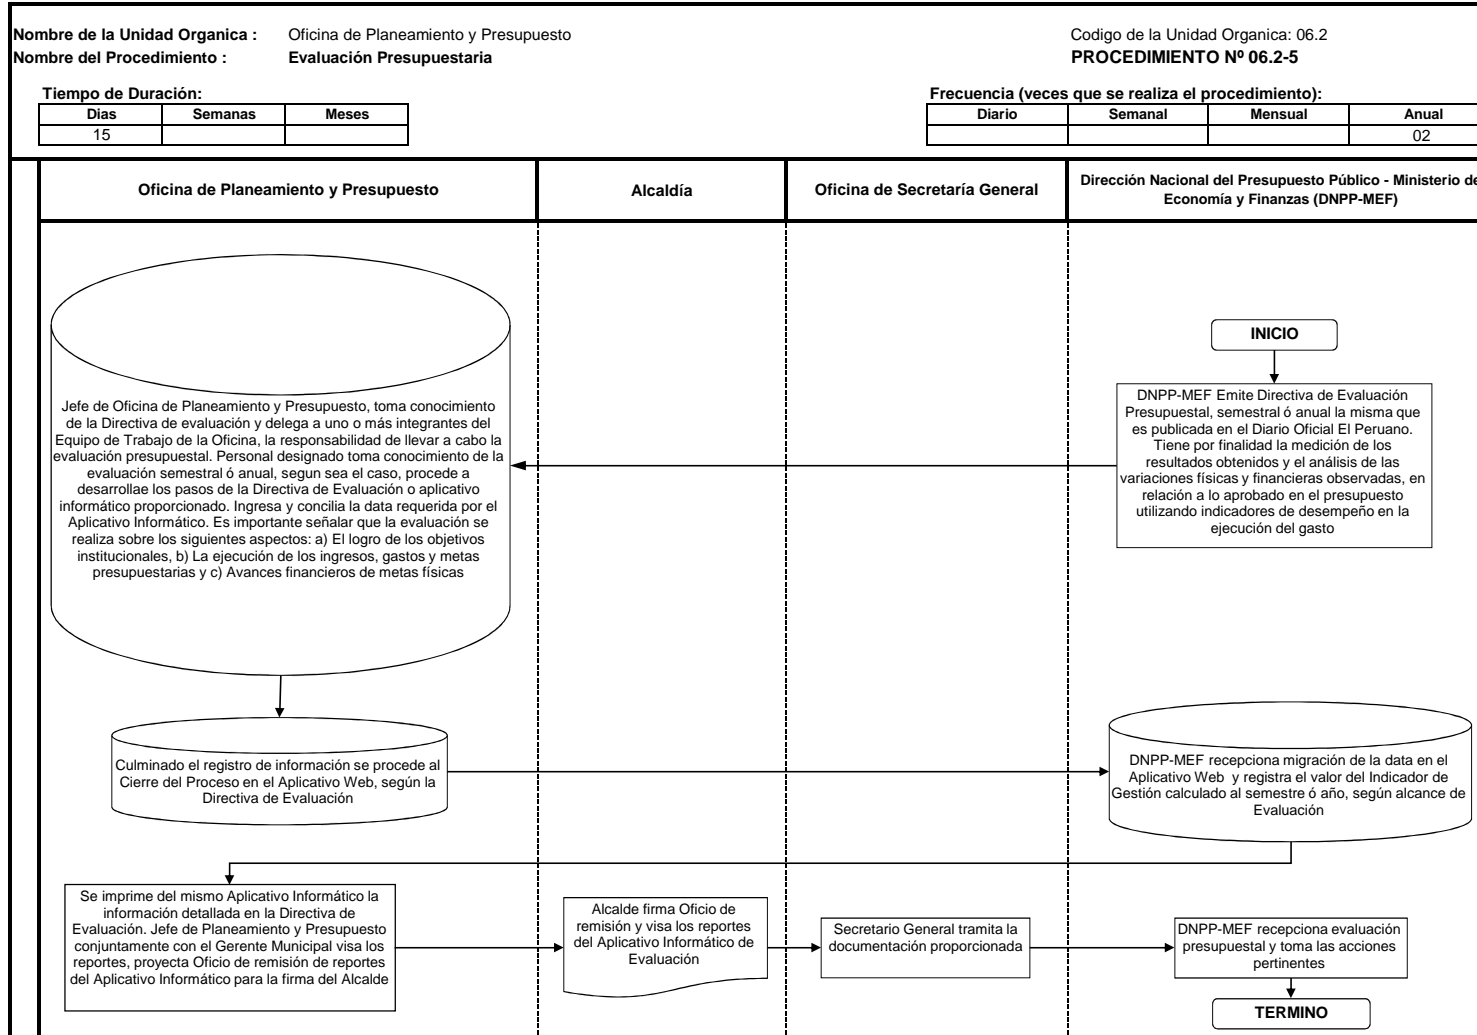 Nombre de la Unidad Organica : Oficina de Planeamiento y Presupuesto Codigo de la Unidad Organica: 06.2
Nombre del Procedimiento : Evaluación Presupuestaria PROCEDIMIENTO Nº 06.2-5
Tiempo de Duración: Frecuencia (veces que se realiza el procedimiento):
Dias Semanas Meses Diario Semanal Mensual Anual
15 02
Oficina de Planeamiento y Presupuesto Alcaldía Oficina de Secretaría General
Dirección Nacional del Presupuesto Público - Ministerio de
Economía y Finanzas (DNPP-MEF)
INICIO
DNPP-MEF Emite Directiva de Evaluación
Presupuestal, semestral ó anual la misma que
es publicada en el Diario Oficial El Peruano.
Tiene por finalidad la medición de los
resultados obtenidos y el análisis de las
variaciones físicas y financieras observadas, en
relación a lo aprobado en el presupuesto
utilizando indicadores de desempeño en la
ejecución del gasto
Jefe de Oficina de Planeamiento y Presupuesto, toma conocimiento
de la Directiva de evaluación y delega a uno o más integrantes del
Equipo de Trabajo de la Oficina, la responsabilidad de llevar a cabo la
evaluación presupuestal. Personal designado toma conocimiento de la
evaluación semestral ó anual, segun sea el caso, procede a
desarrollae los pasos de la Directiva de Evaluación o aplicativo
informático proporcionado. Ingresa y concilia la data requerida por el
Aplicativo Informático. Es importante señalar que la evaluación se
realiza sobre los siguientes aspectos: a) El logro de los objetivos
institucionales, b) La ejecución de los ingresos, gastos y metas
presupuestarias y c) Avances financieros de metas físicas
Culminado el registro de información se procede al
Cierre del Proceso en el Aplicativo Web, según la
Directiva de Evaluación
DNPP-MEF recepciona migración de la data en el
Aplicativo Web y registra el valor del Indicador de
Gestión calculado al semestre ó año, según alcance de
Evaluación
Se imprime del mismo Aplicativo Informático la
información detallada en la Directiva de
Evaluación. Jefe de Planeamiento y Presupuesto
conjuntamente con el Gerente Municipal visa los
reportes, proyecta Oficio de remisión de reportes
del Aplicativo Informático para la firma del Alcalde
Alcalde firma Oficio de
remisión y visa los reportes
del Aplicativo Informático de
Evaluación
Secretario General tramita la
documentación proporcionada
DNPP-MEF recepciona evaluación
presupuestal y toma las acciones
pertinentes
TERMINO